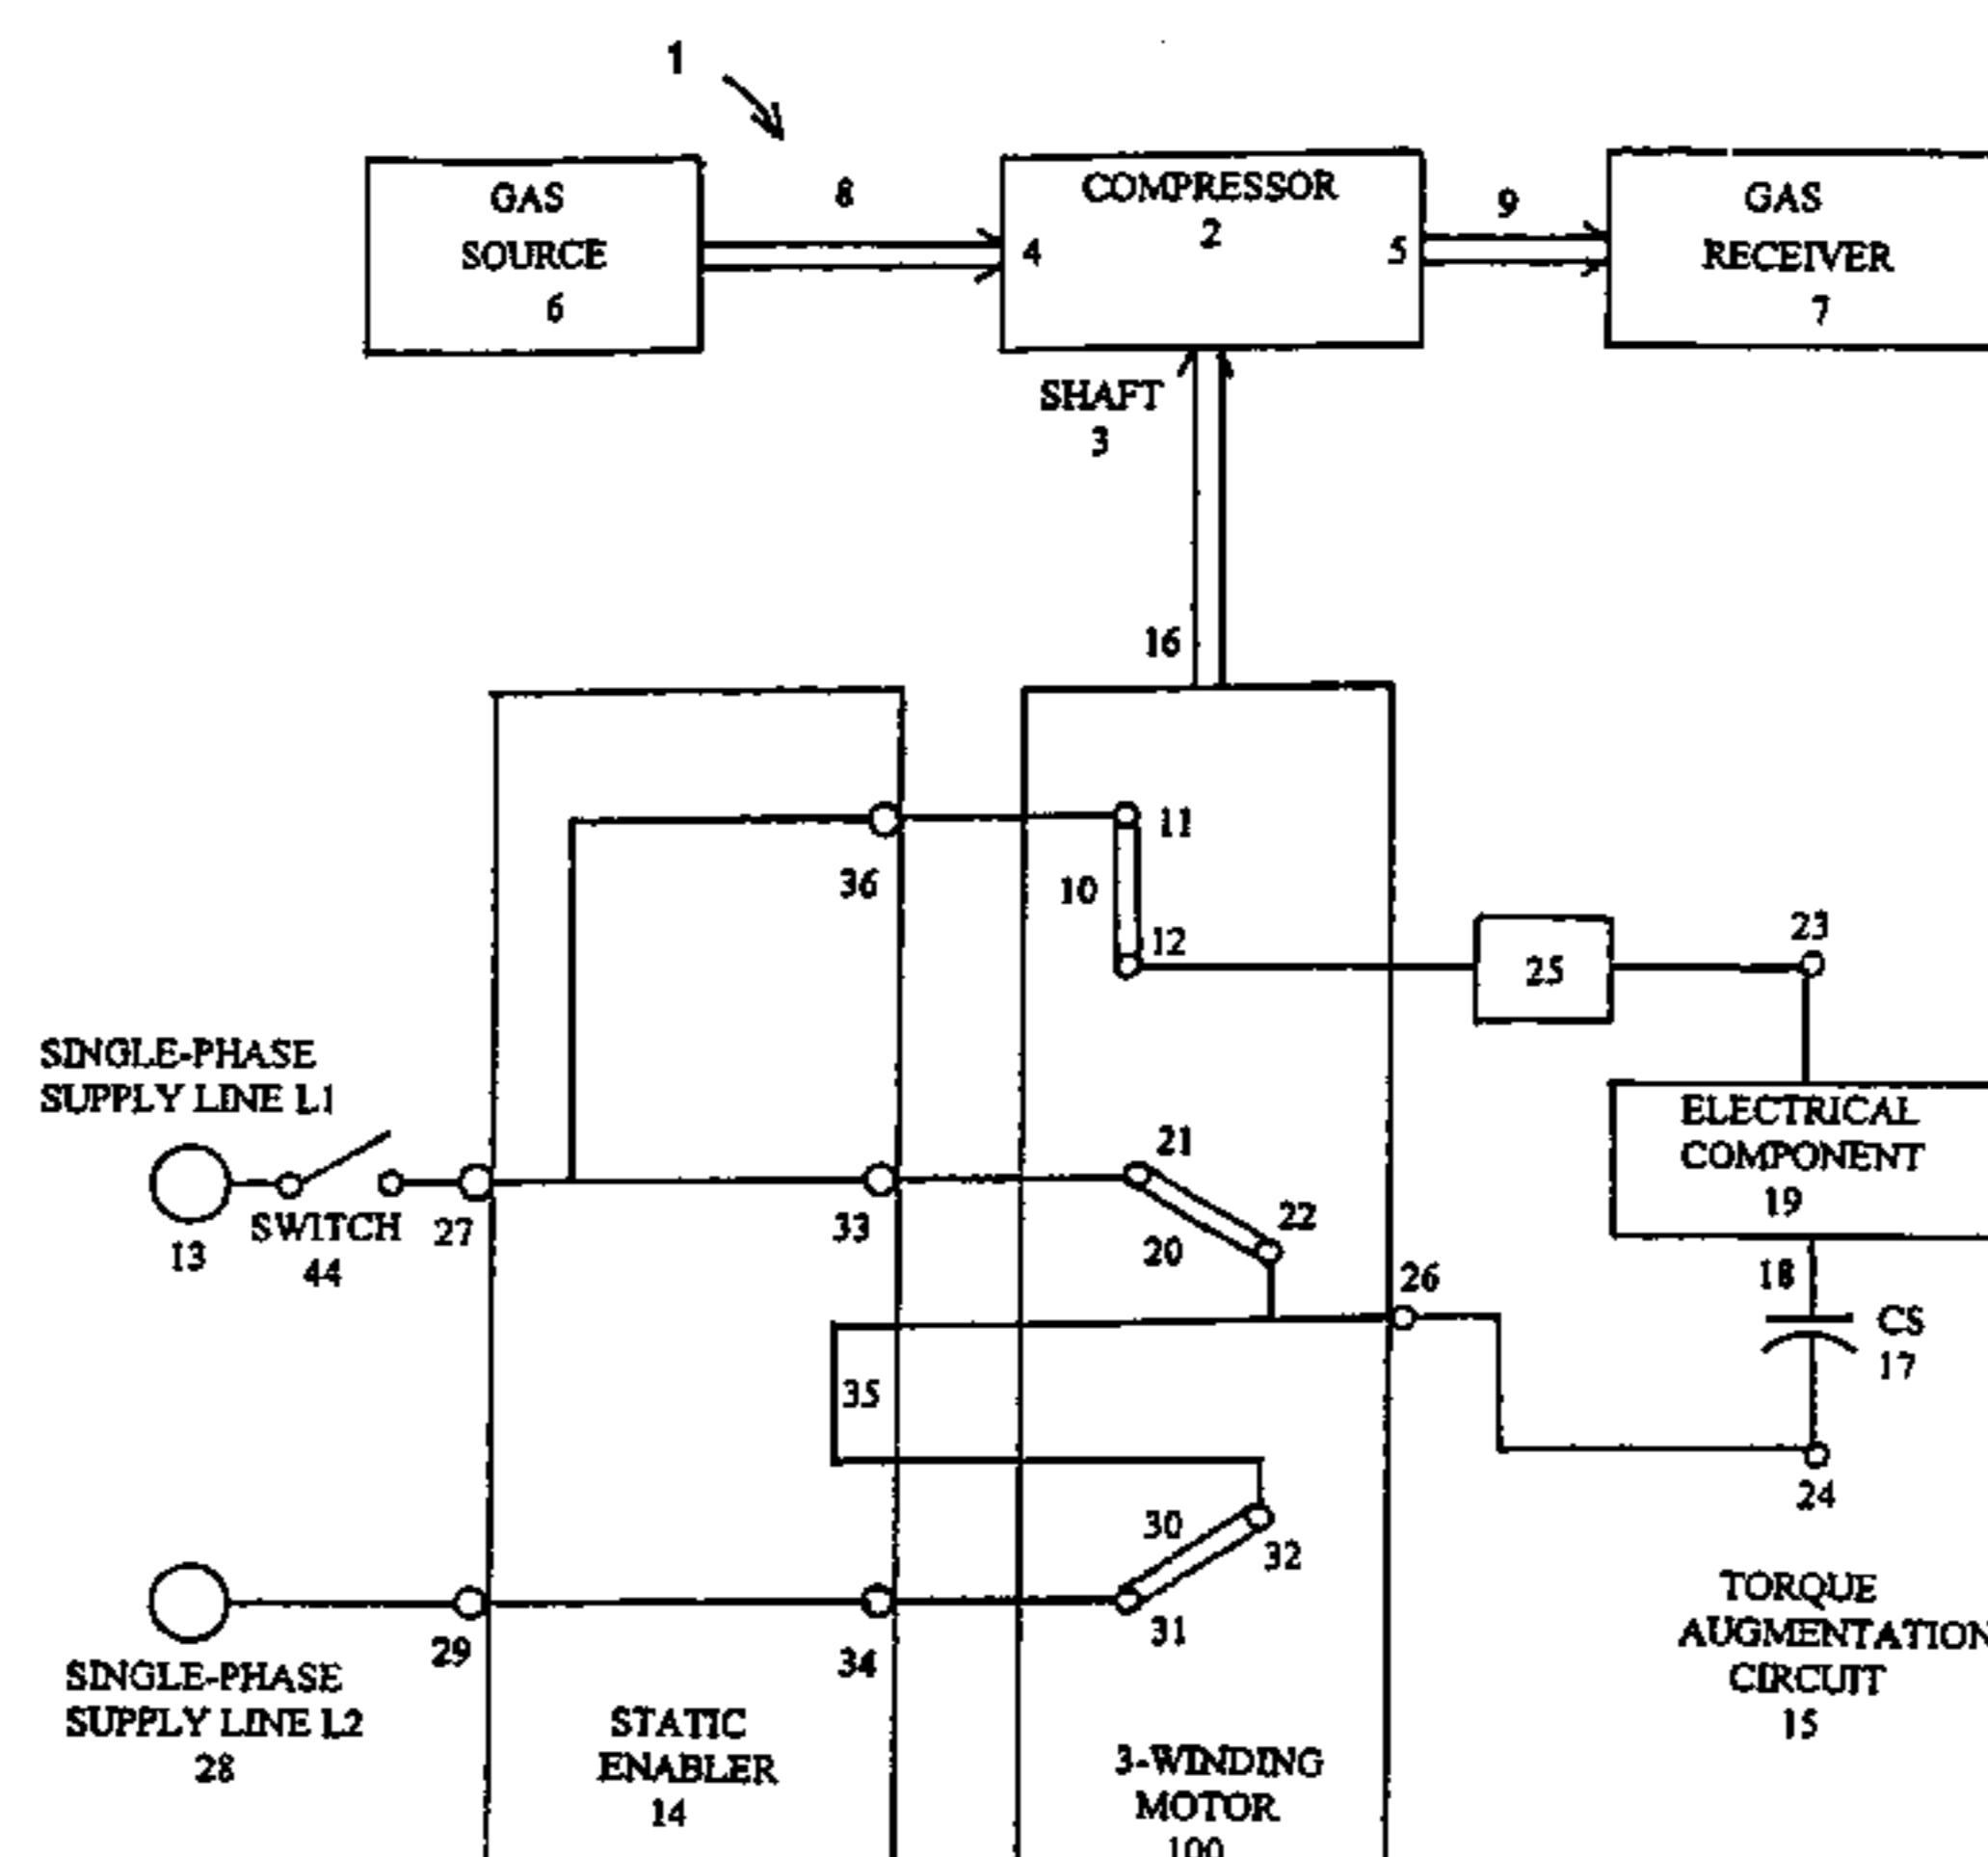 1
GAS
SOURCE
6
8
4
COMPRESSOR
2
5
9
GAS
RECEIVER
7
SHAFT
3
16
36
11
10
12
25
23
SINGLE-PHASE
SUPPLY LINE L1
13
SWITCH
44
27
33
21
20
22
26
ELECTRICAL
COMPONENT
19
18
CS
17
24
35
30
32
31
29
34
SINGLE-PHASE
SUPPLY LINE L2
28
STATIC
ENABLER
14
3-WINDING
MOTOR
100
TORQUE
AUGMENTATION
CIRCUIT
15